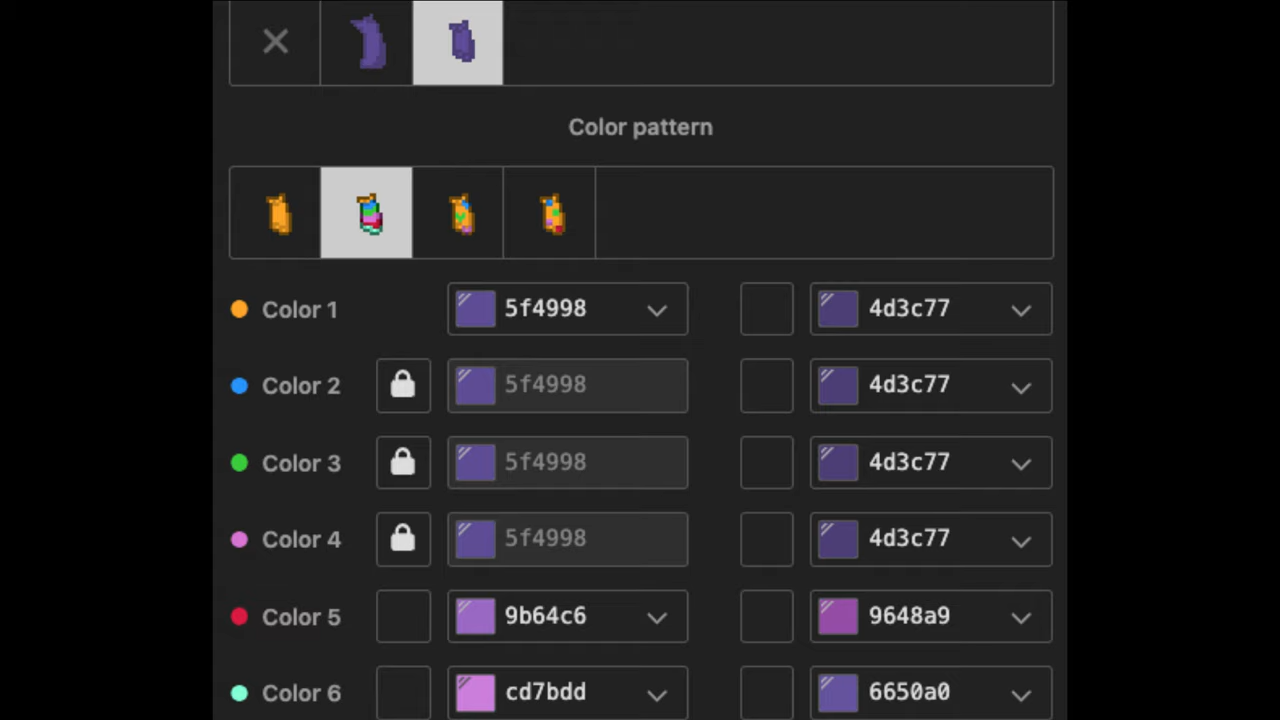 Color pattern
Color 1 5f4998 4d3c77
Color 2 5f4998 4d3c77
Color 3 5f4998 4d3c77
Color 4 5f4998 4d3c77
Color 5 9b64c6 9648a9
Color 6 cd7bdd 6650a0